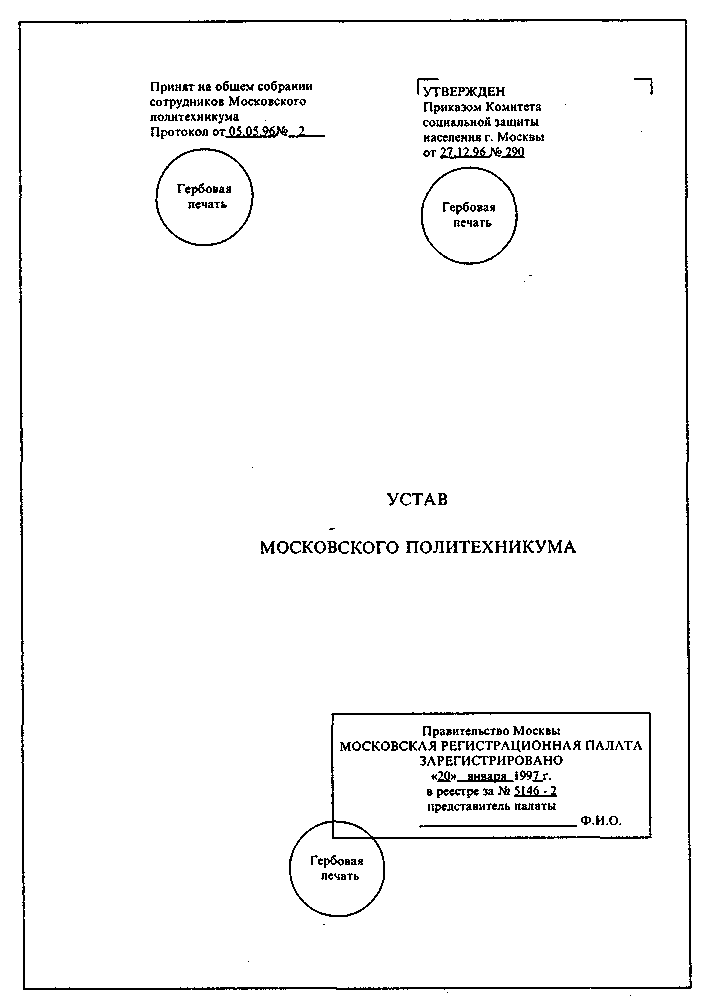 Принят на общем собрании
сотрудников Московского
политехникума
Протокол от 05.05.96№ 2
Гербовая
печать
УТВЕРЖДЕН
Приказом Комитета
социальной защиты
населения г. Москвы
от 27.12.96 № 290
Гербовая
печать
УСТАВ
МОСКОВСКОГО ПОЛИТЕХНИКУМА
Правительство Москвы
МОСКОВСКАЯ РЕГИСТРАЦИОННАЯ ПАЛАТА
ЗАРЕГИСТРИРОВАНО
«20» января 1997 г.
в реестре за № 5146 - 2
представитель палаты
Ф.И.О.
Гербовая
печать